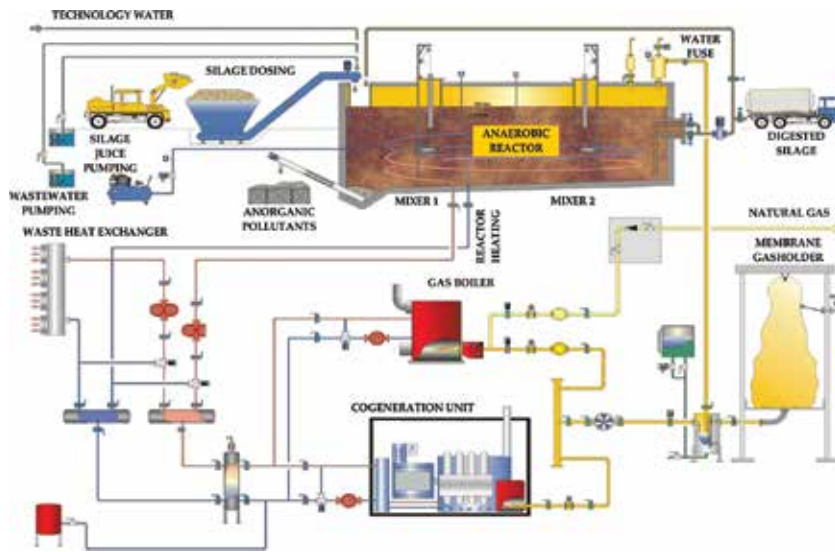 TECHNOLOGY WATER
SILAGE DOSING
WATER
FUSE
SILAGE
JUICE
PUMPING
ANAEROBIC
REACTOR
DIGESTED
SILAGE
WASTEWATER
PUMPING
ANORGANIC
POLLUTANTS
MIXER 1
MIXER 2
WASTE HEAT EXCHANGER
REACTOR
HEATING
NATURAL GAS
MEMBRANE
GASHOLDER
GAS BOILER
COGENERATION UNIT